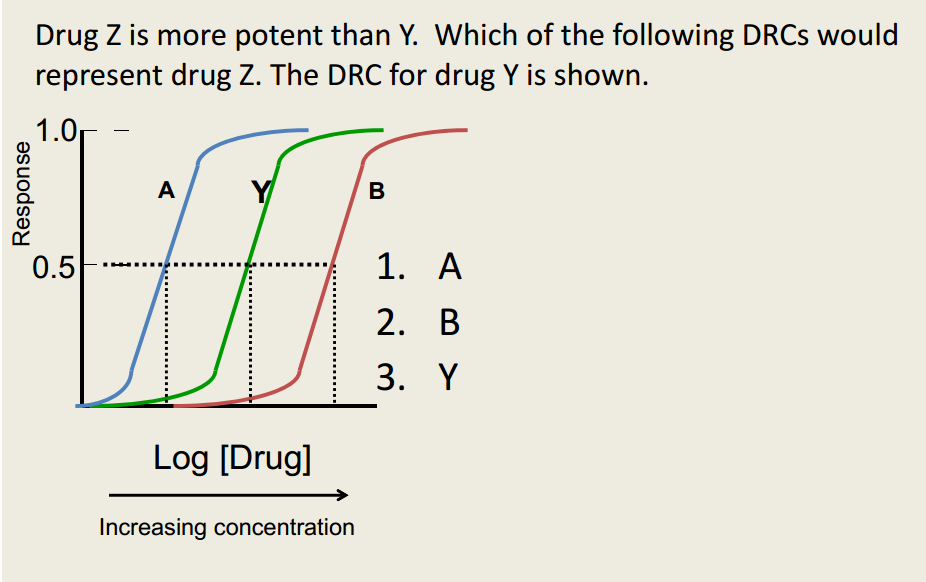 Drug Z is more potent than Y.  Which of the following DRCs would
represent drug Z. The DRC for drug Y is shown.
1.0
Response
A
Y
B
0.5
1. A
2. B
3. Y
Log [Drug]
Increasing concentration